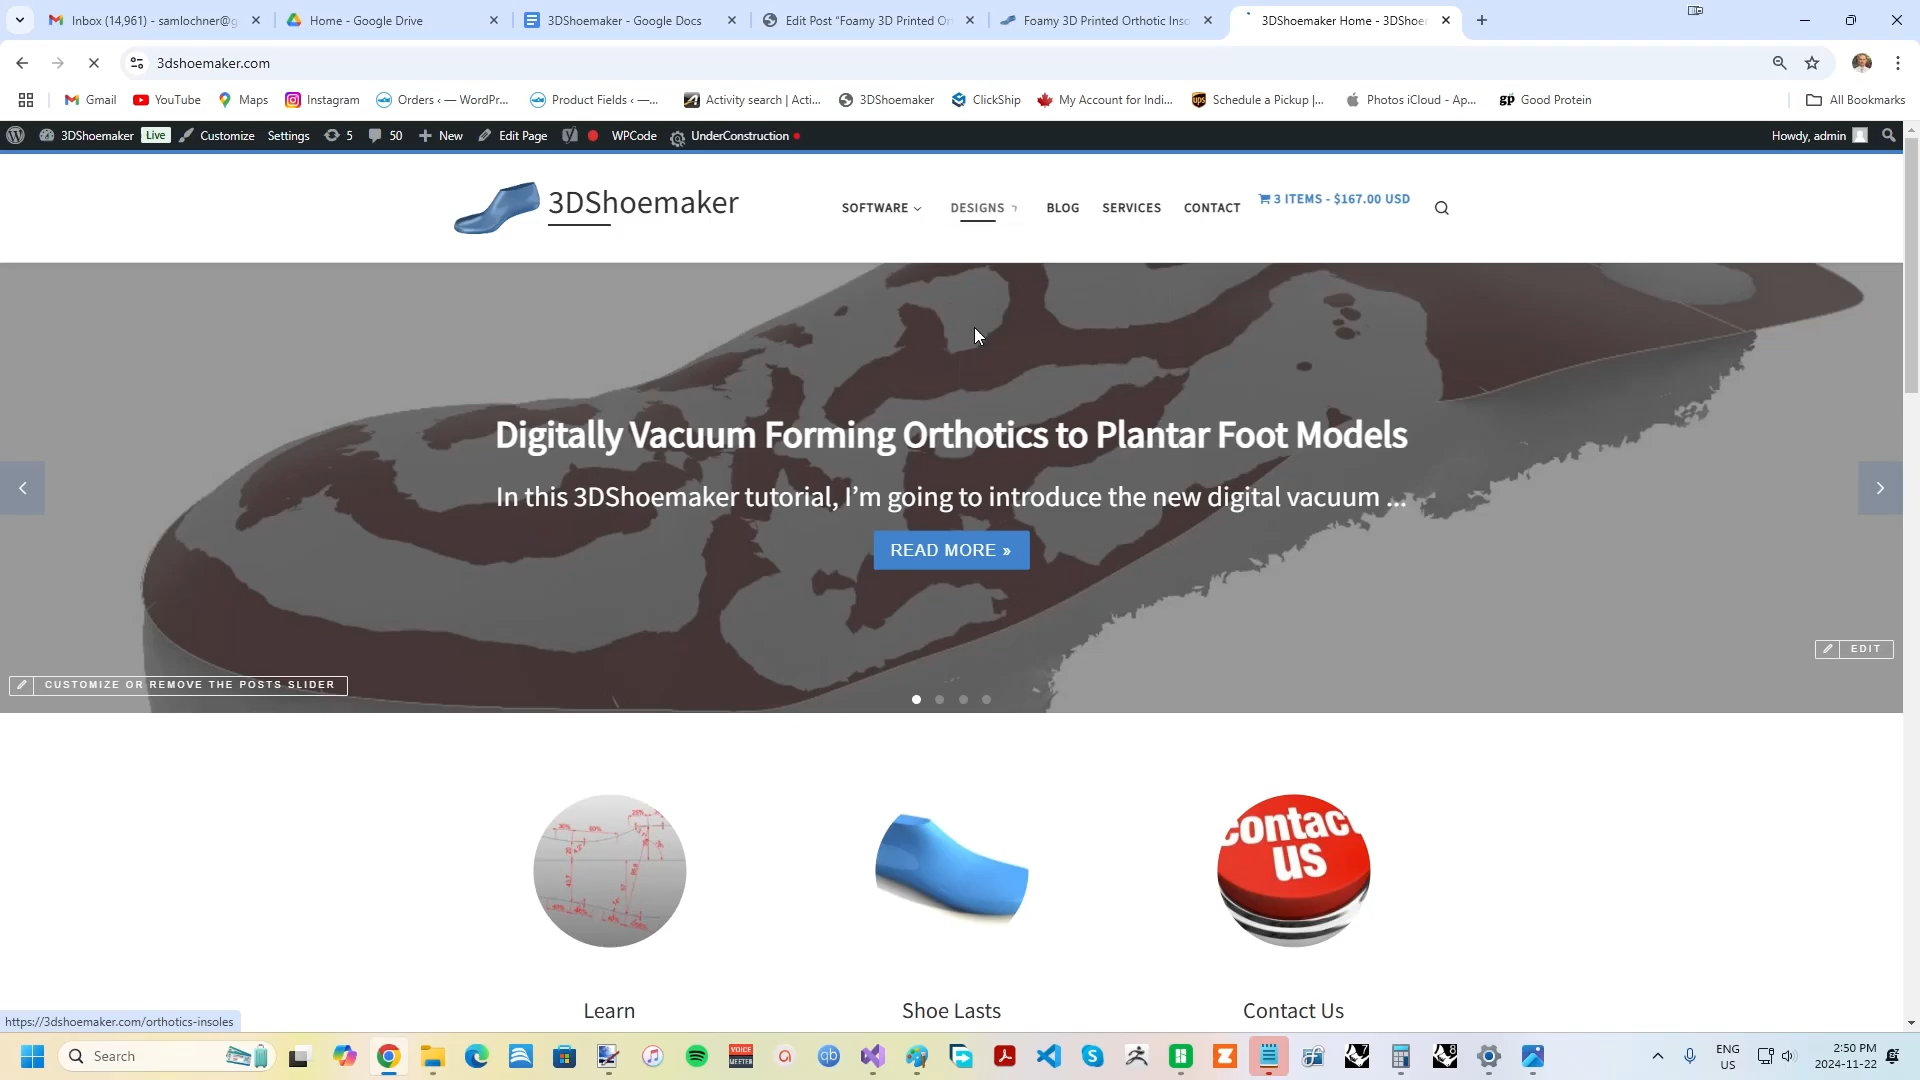 Inbox (14,961) - samlochner@g
Home - Google Drive
3DShoemaker - Google Docs
Edit Post "Foamy 3D Printed Or
Foamy 3D Printed Orthotic Inso
3DShoemaker Home - 3DShoer
3dshoemaker.com
Gmail
YouTube
Maps
Instagram
Orders ‹ — WordPr...
Product Fields ‹ —...
Activity search | Acti...
3DShoemaker
ClickShip
My Account for Indi...
Schedule a Pickup |...
Photos iCloud - Ap...
gp Good Protein
All Bookmarks
3DShoemaker
Live
Customize
Settings
5
50
New
Edit Page
WPCode
UnderConstruction
Howdy, admin
3DShoemaker
SOFTWARE
DESIGNS
BLOG
SERVICES
CONTACT
3 ITEMS - $167.00 USD
Digitally Vacuum Forming Orthotics to Plantar Foot Models
In this 3DShoemaker tutorial, I'm going to introduce the new digital vacuum ...
READ MORE »
EDIT
CUSTOMIZE OR REMOVE THE POSTS SLIDER
contact
us
Learn
Shoe Lasts
Contact Us
https://3dshoemaker.com/orthotics-insoles
Search
VOICE
MEETER
ENG
US
2:50 PM
2024-11-22